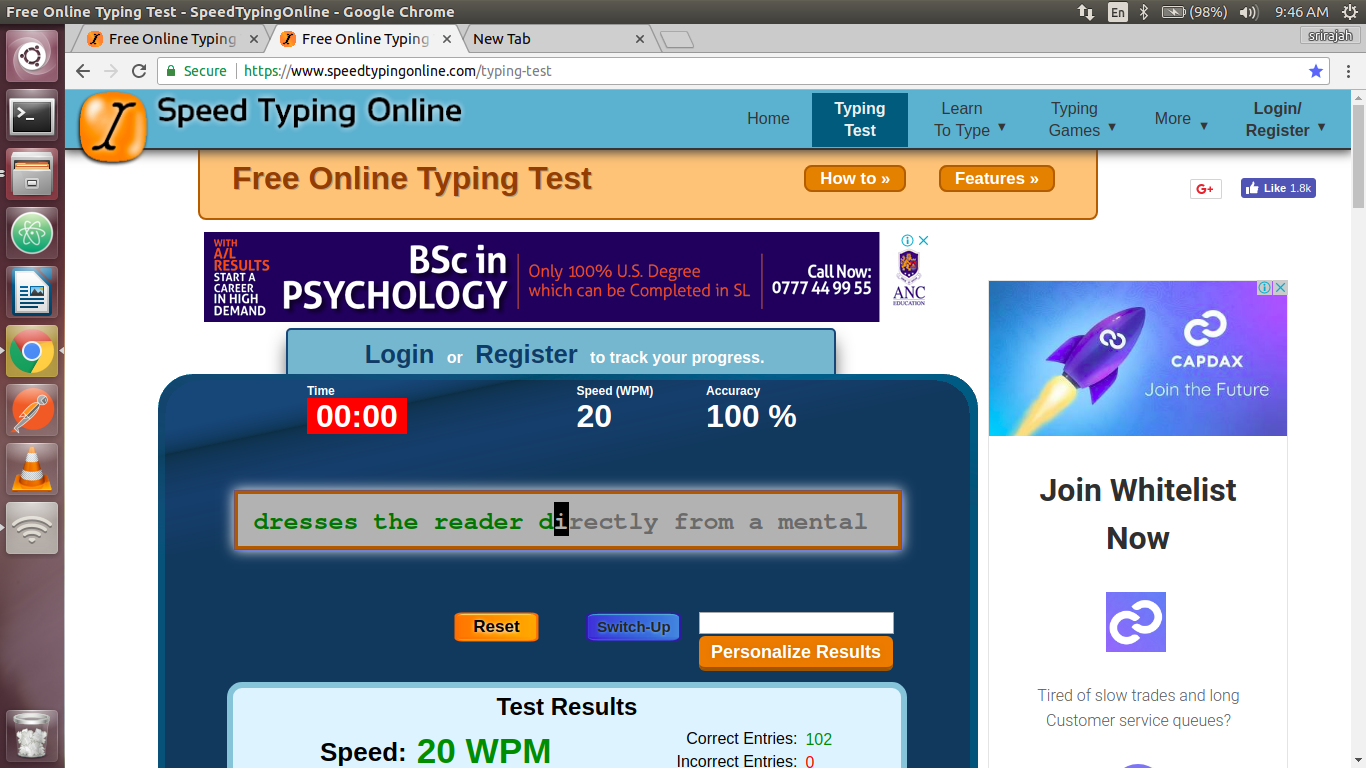 Free Online Typing Test - SpeedTypingOnline - Google Chrome
En
(98%)
9:46 AM
Free Online Typing
Free Online Typing
New Tab
srirajah
Secure
https://www.speedtypingonline.com/typing-test
Speed Typing Online
Home
Typing
Test
Learn
To Type
Typing
Games
More
Login/
Register
Free Online Typing Test
How to »
Features »
G+
Like 1.8k
WITH
A/L
RESULTS
START A
CAREER
IN HIGH
DEMAND
BSc in
PSYCHOLOGY
Only 100% U.S. Degree
which can be Completed in SL
Call Now:
0777 44 99 55
ANC
EDUCATION
Login or Register to track your progress.
Time
00:00
Speed (WPM)
20
Accuracy
100 %
dresses the reader directly from a mental
Reset
Switch-Up
Personalize Results
Test Results
Speed: 20 WPM
Correct Entries: 102
Incorrect Entries: 0
CAPDAX
Join the Future
Join Whitelist
Now
Tired of slow trades and long
Customer service queues?